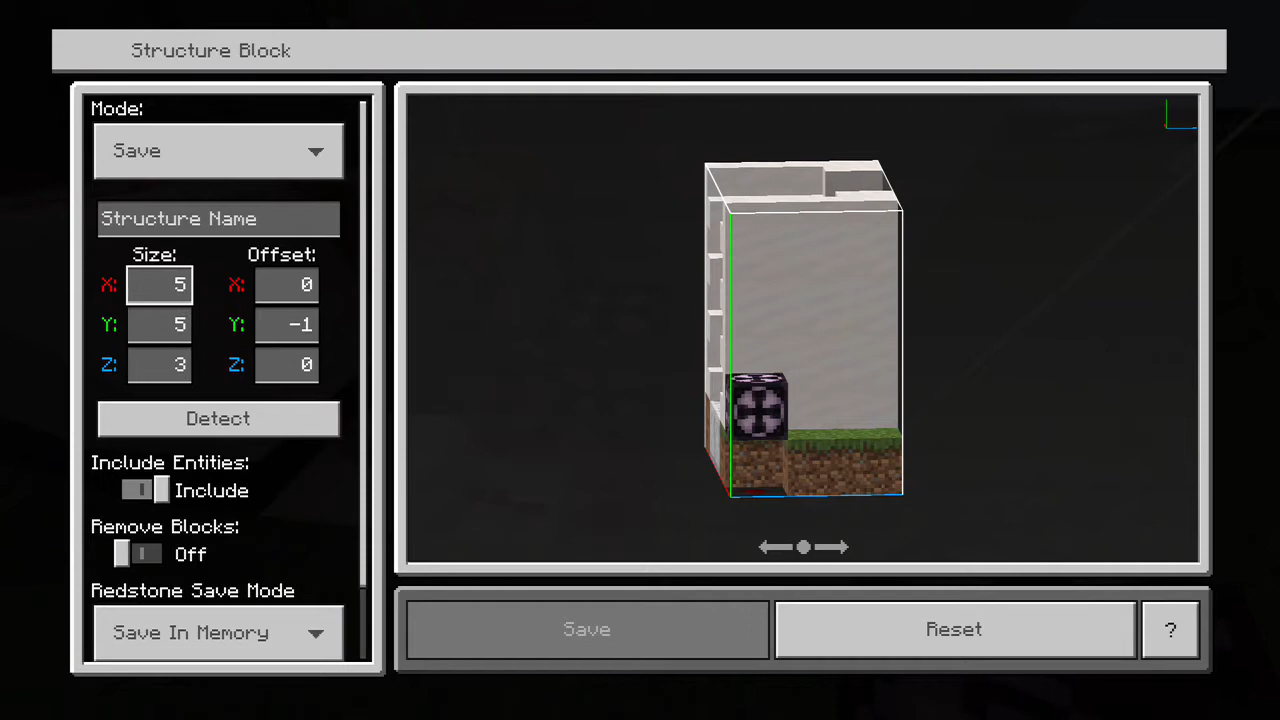 Structure Block
Mode:
Save
Structure Name
Size: Offset:
X: 5 X: 0
Y: 5 Y: -1
Z: 3 Z: 0
Detect
Include Entities:
Include
Remove Blocks:
Off
Redstone Save Mode
Save In Memory
Save Reset ?